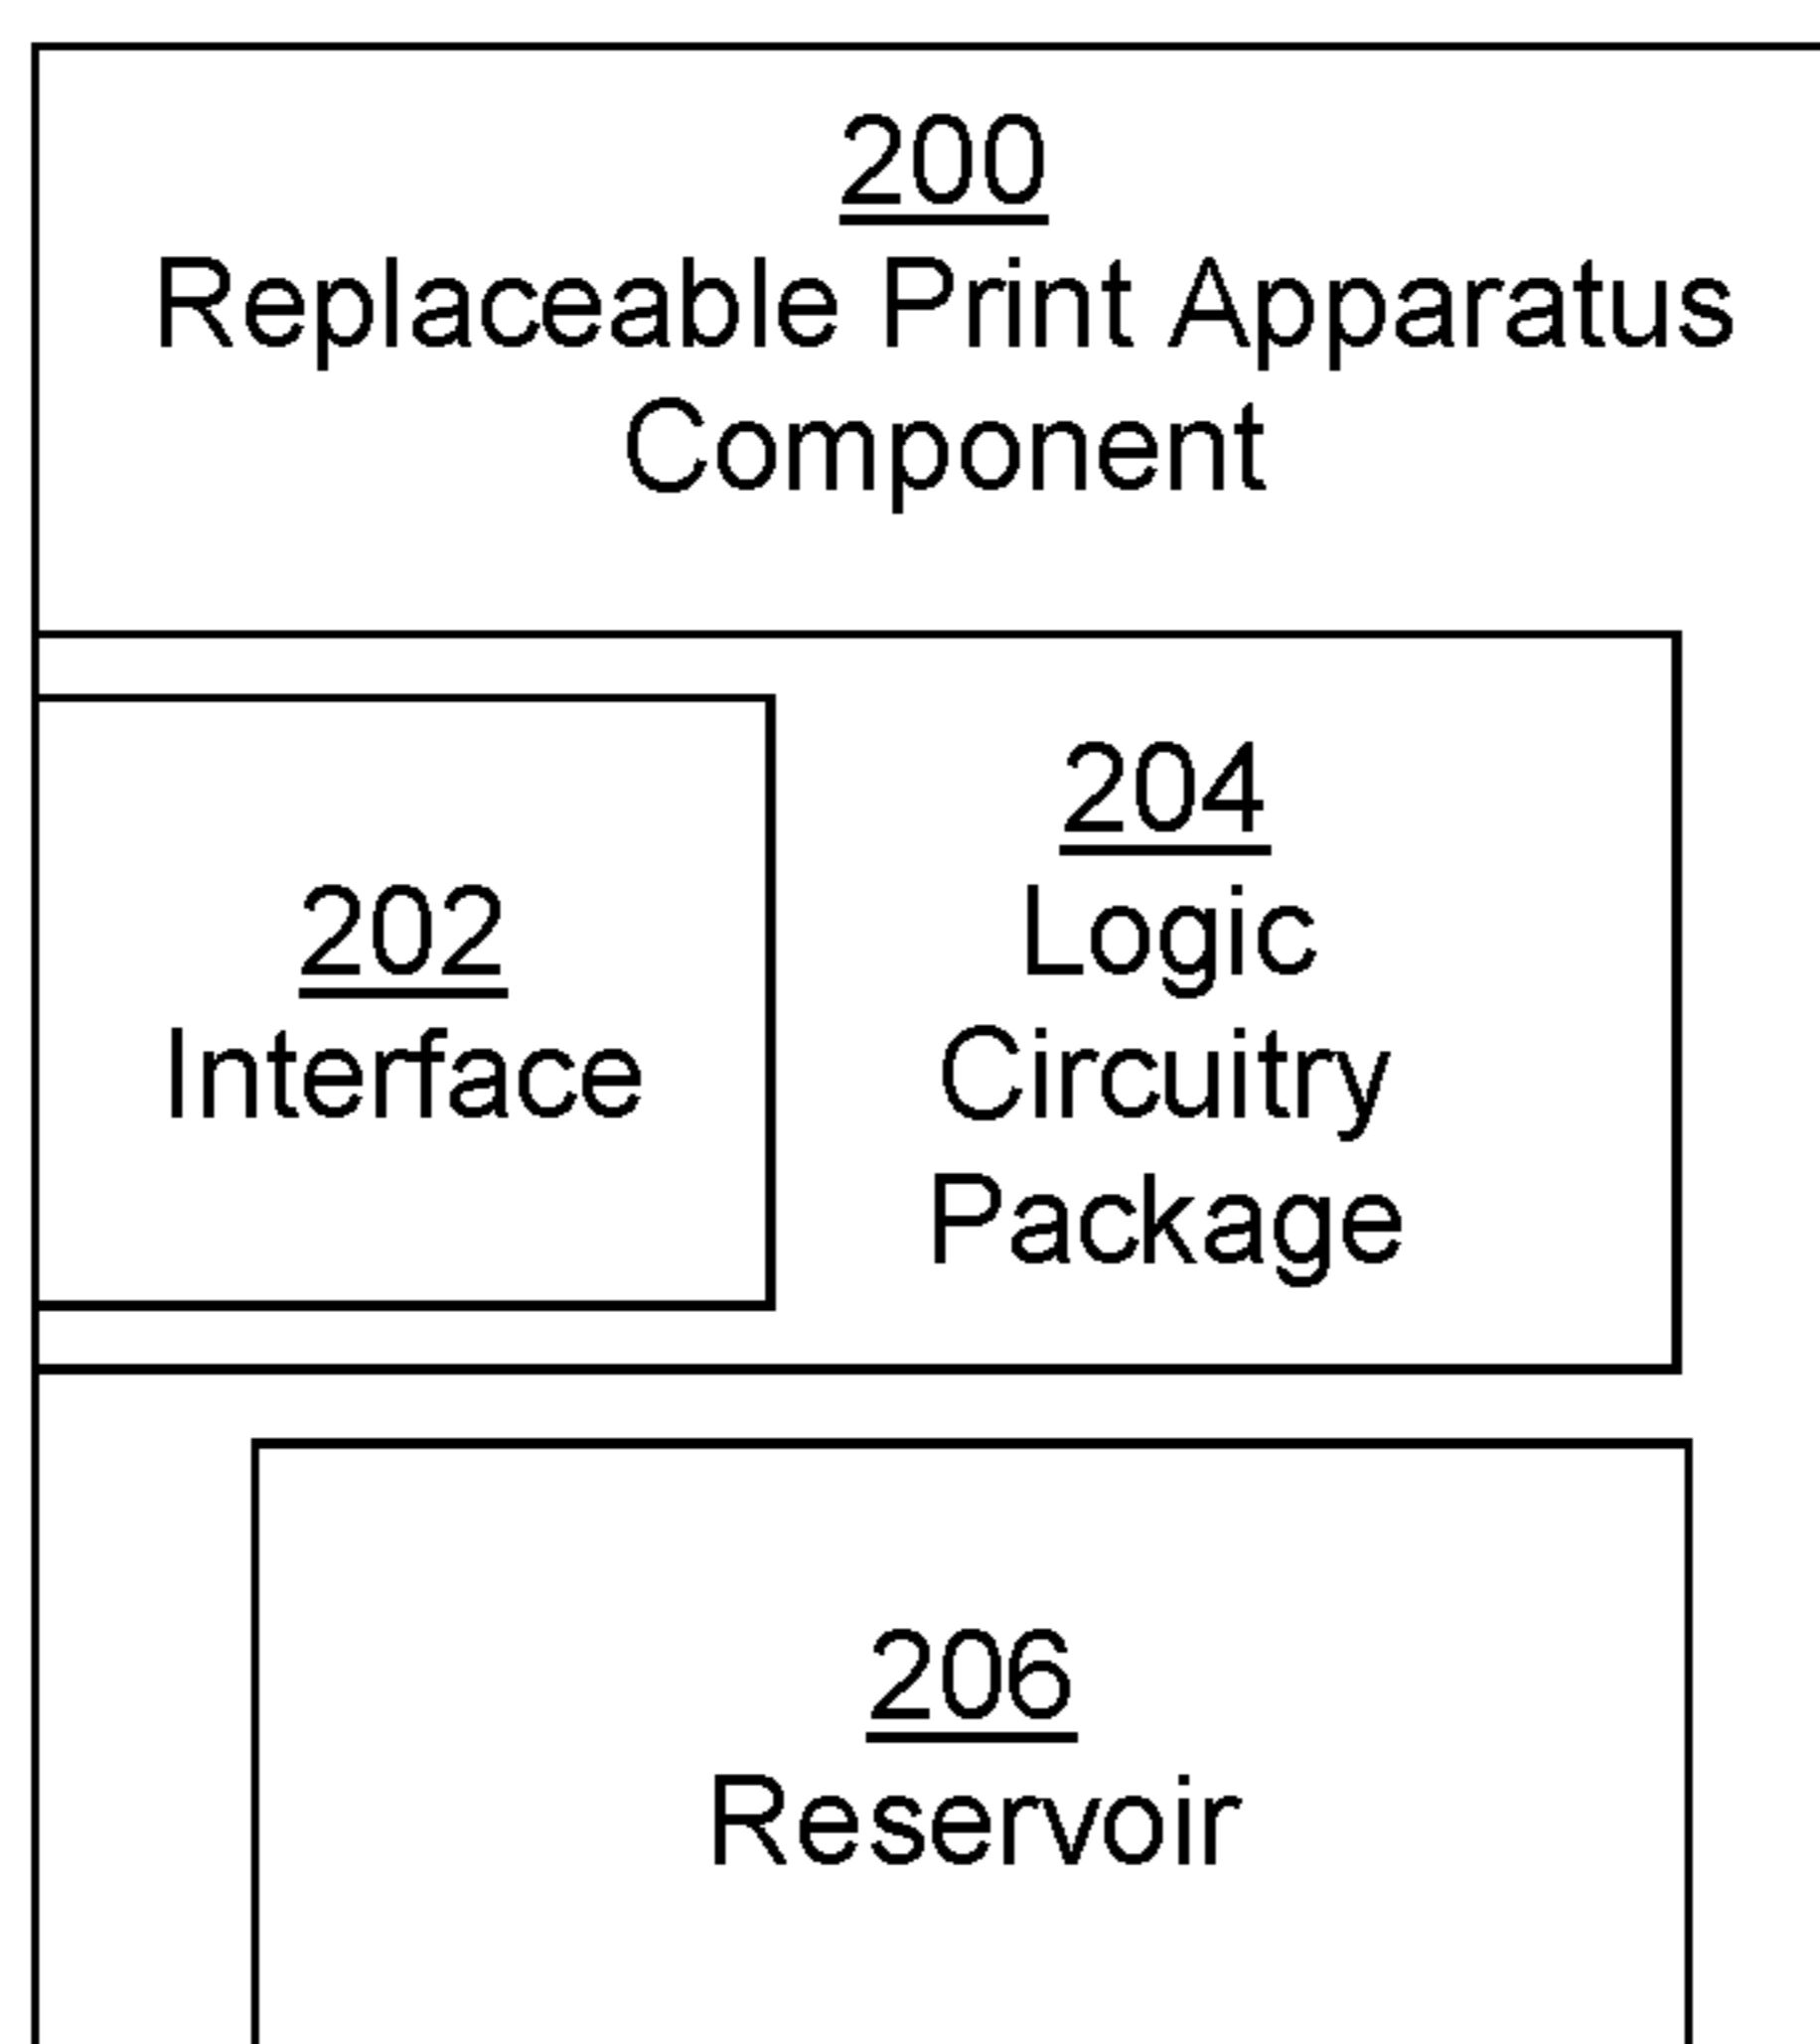 200
Replaceable Print Apparatus
Component
202
Interface
204
Logic
Circuitry
Package
206
Reservoir